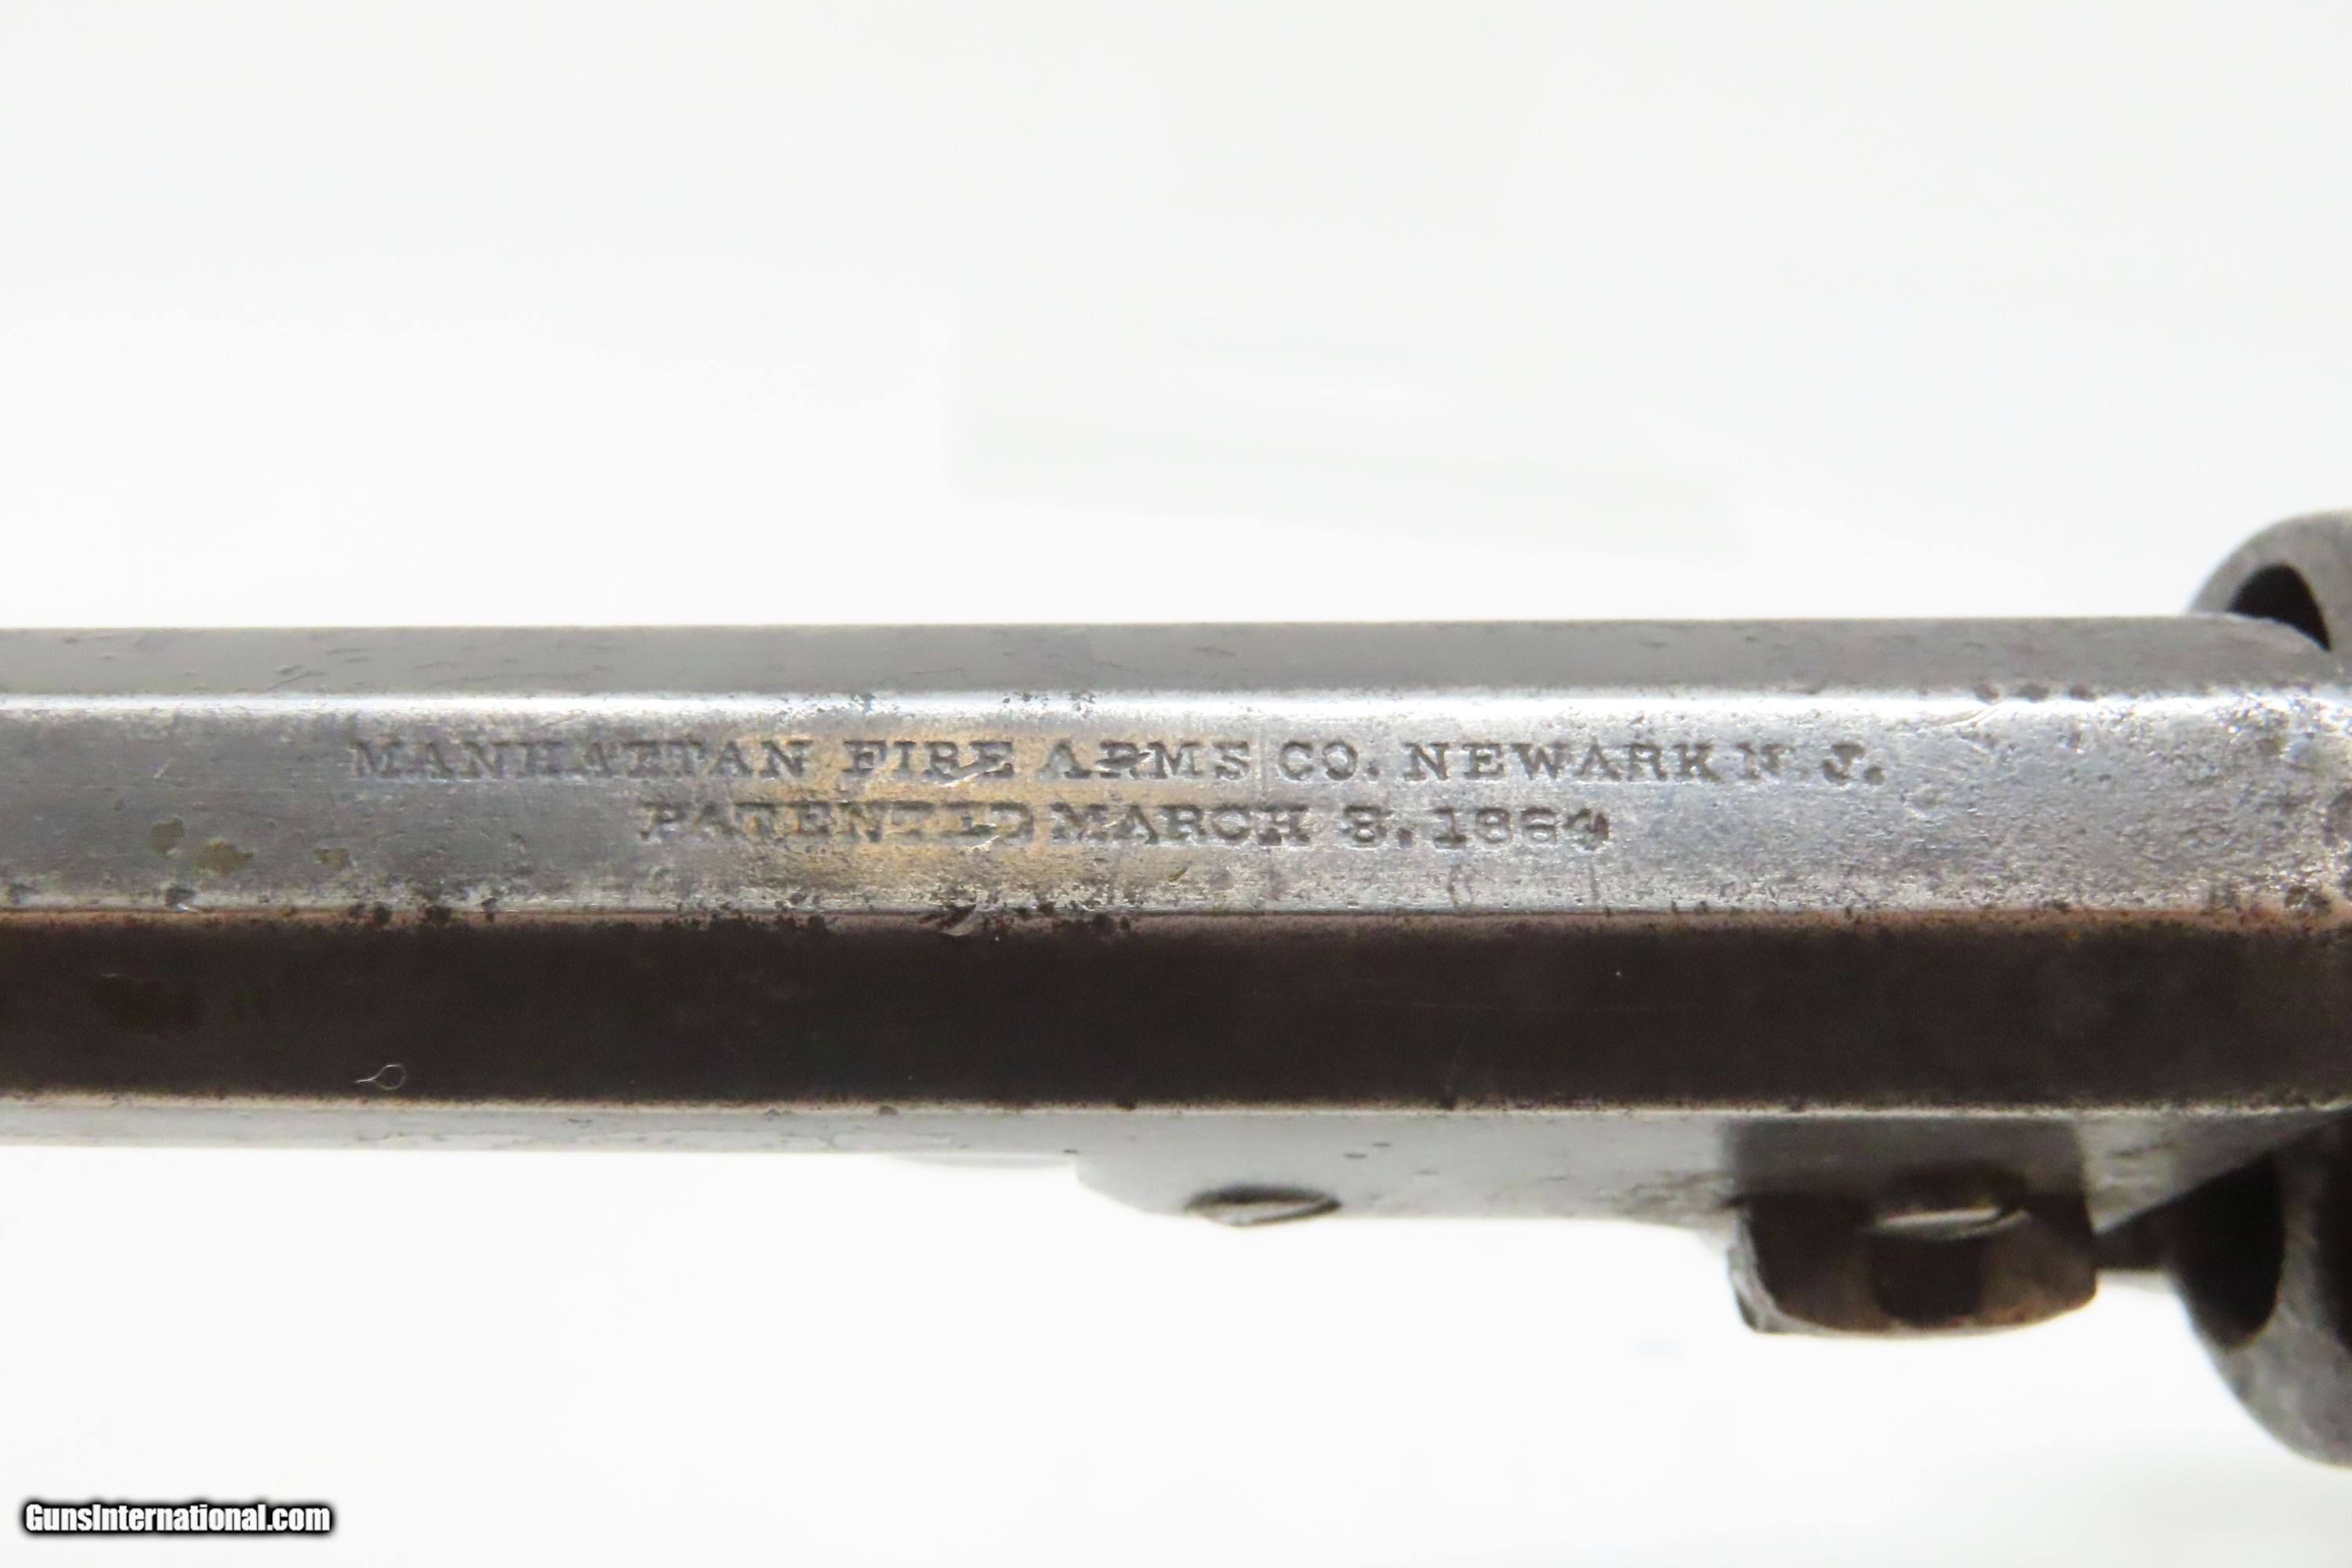 MANHATTAN FIRE ARMS CO. NEWARK N. J.
PATENTED MARCH 8. 1864
GunsInternational.com